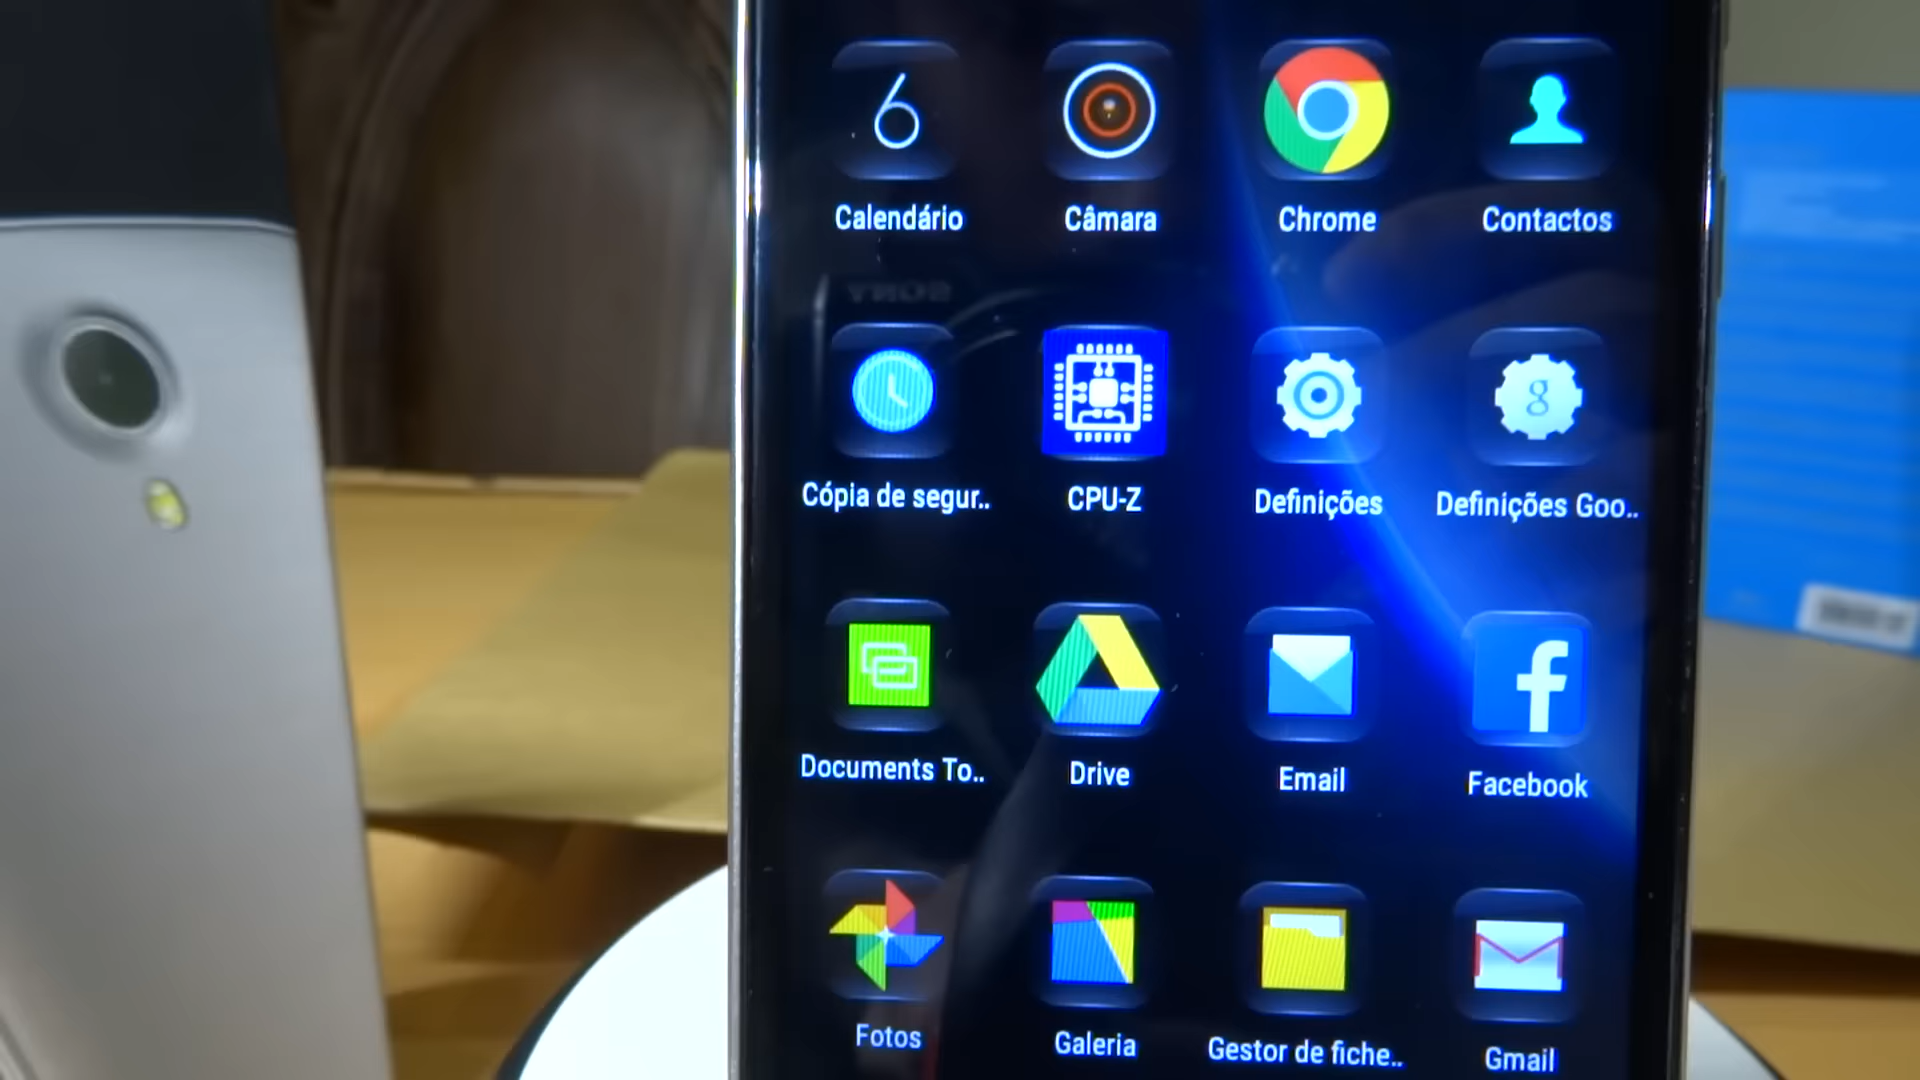 6
Calendário Câmara Chrome Contactos
SONY
g
Cópia de segur.. CPU-Z Definições Definições Goo..
f
Documents To.. Drive Email Facebook
Fotos Galeria Gestor de fiche.. Gmail